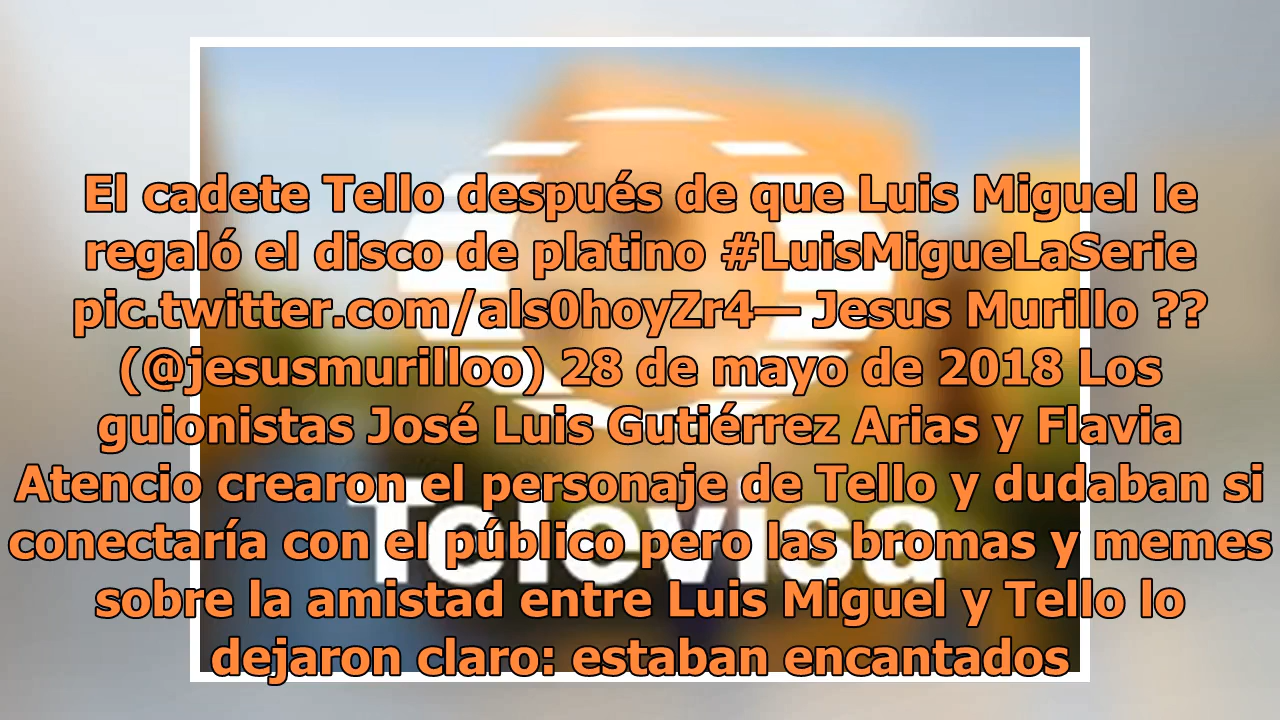 El cadete Tello después de que Luis Miguel le
regaló el disco de platino #LuisMigueLaSerie
pic.twitter.com/als0hoyZr4— Jesus Murillo ??
(@jesusmurilloo) 28 de mayo de 2018 Los
guionistas José Luis Gutiérrez Arias y Flavia
Atencio crearon el personaje de Tello y dudaban si
conectaría con el público pero las bromas y memes
sobre la amistad entre Luis Miguel y Tello lo
dejaron claro: estaban encantados
Televisa